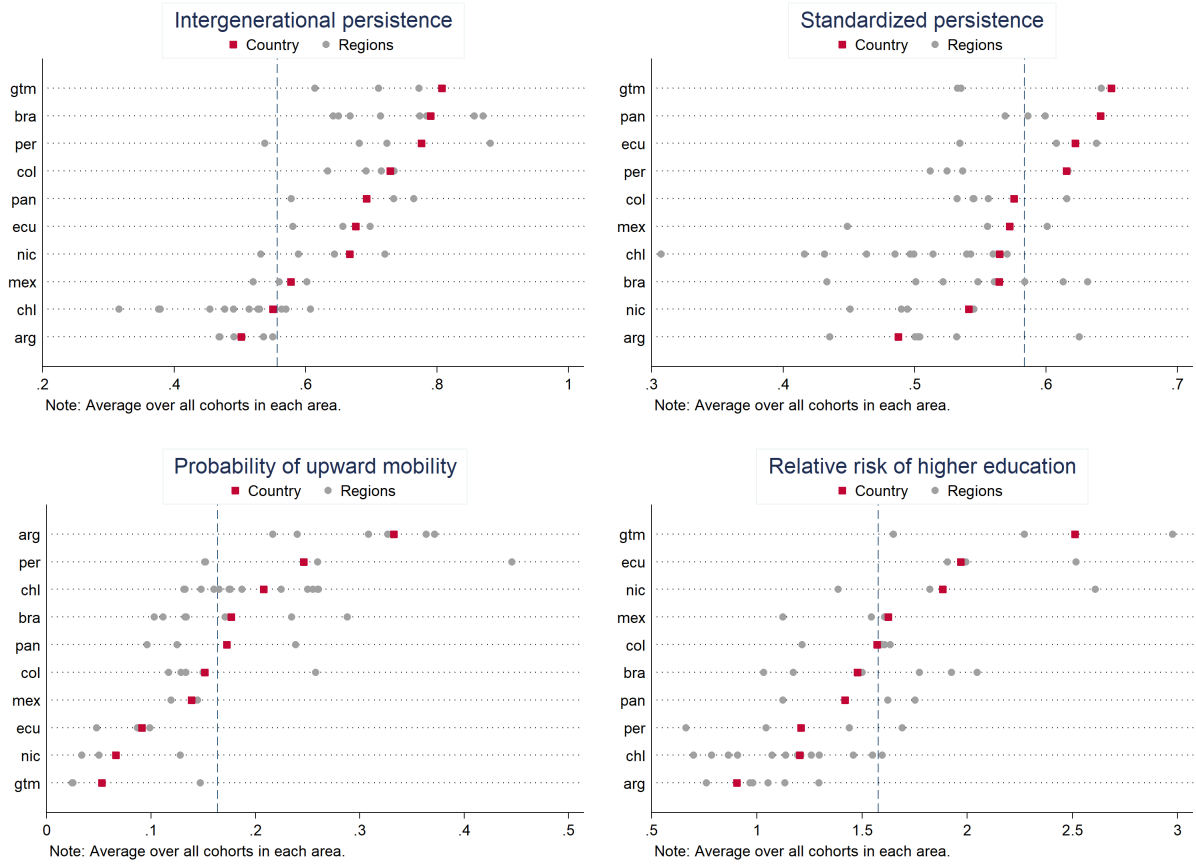 Intergenerational persistence
Country Regions
gtm
bra
per
col
pan
ecu
nic
mex
chl
arg
.2 .4 .6 .8 1
Note: Average over all cohorts in each area.
Standardized persistence
Country Regions
gtm
pan
ecu
per
col
mex
chl
bra
nic
arg
.3 .4 .5 .6 .7
Note: Average over all cohorts in each area.
Probability of upward mobility
Country Regions
arg
per
chl
bra
pan
col
mex
ecu
nic
gtm
0 .1 .2 .3 .4 .5
Note: Average over all cohorts in each area.
Relative risk of higher education
Country Regions
gtm
ecu
nic
mex
col
bra
pan
per
chl
arg
.5 1 1.5 2 2.5 3
Note: Average over all cohorts in each area.